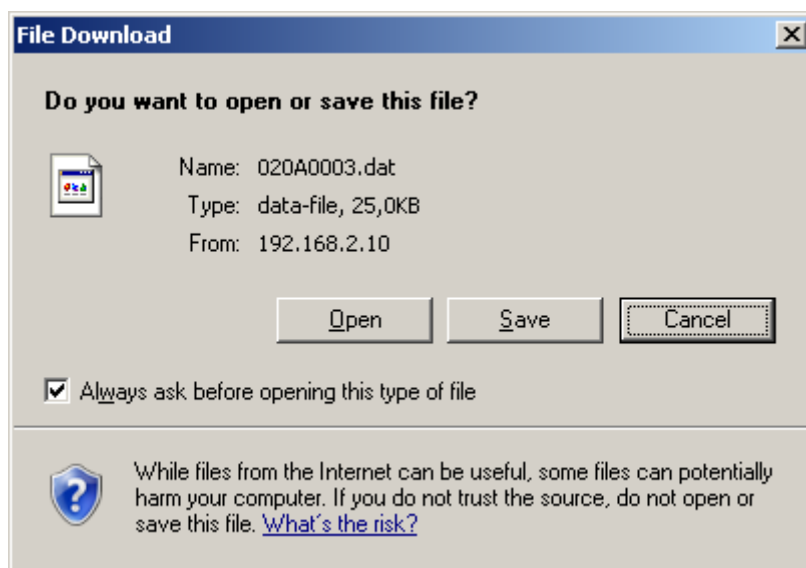 File Download
Do you want to open or save this file?
Name: 020A0003.dat
Type: data-file, 25,0KB
From: 192.168.2.10
Open Save Cancel
Always ask before opening this type of file
While files from the Internet can be useful, some files can potentially
harm your computer. If you do not trust the source, do not open or
save this file. What´s the risk?